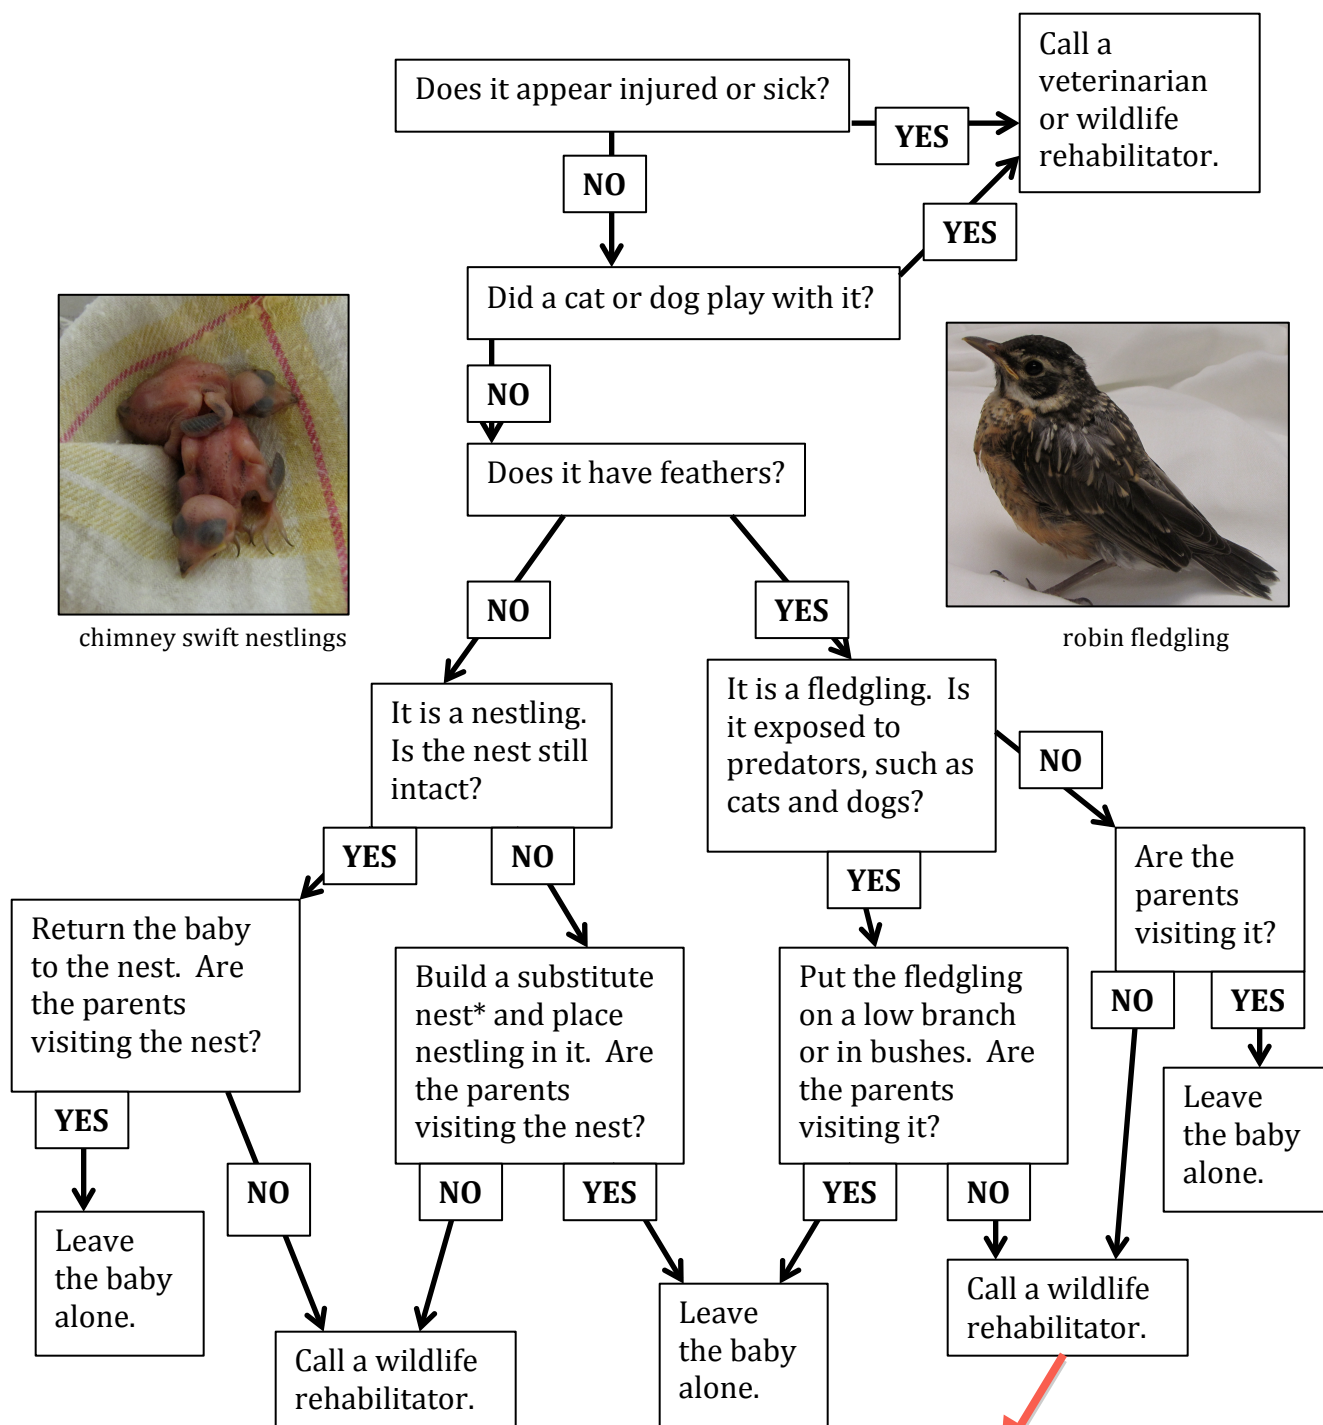 Does it appear injured or sick?
YES
Call a
veterinarian
or wildlife
rehabilitator.
NO
YES
Did a cat or dog play with it?
NO
Does it have feathers?
chimney swift nestlings
robin fledgling
NO
YES
It is a nestling.
Is the nest still
intact?
It is a fledgling.  Is
it exposed to
predators, such as
cats and dogs?
NO
YES
NO
YES
Are the
parents
visiting it?
Return the baby
to the nest.  Are
the parents
visiting the nest?
Build a substitute
nest* and place
nestling in it.  Are
the parents
visiting the nest?
Put the fledgling
on a low branch
or in bushes.  Are
the parents
visiting it?
NO
YES
YES
NO
NO
YES
YES
NO
Leave
the baby
alone.
Leave
the baby
alone.
Call a wildlife
rehabilitator.
Leave
the baby
alone.
Call a wildlife
rehabilitator.